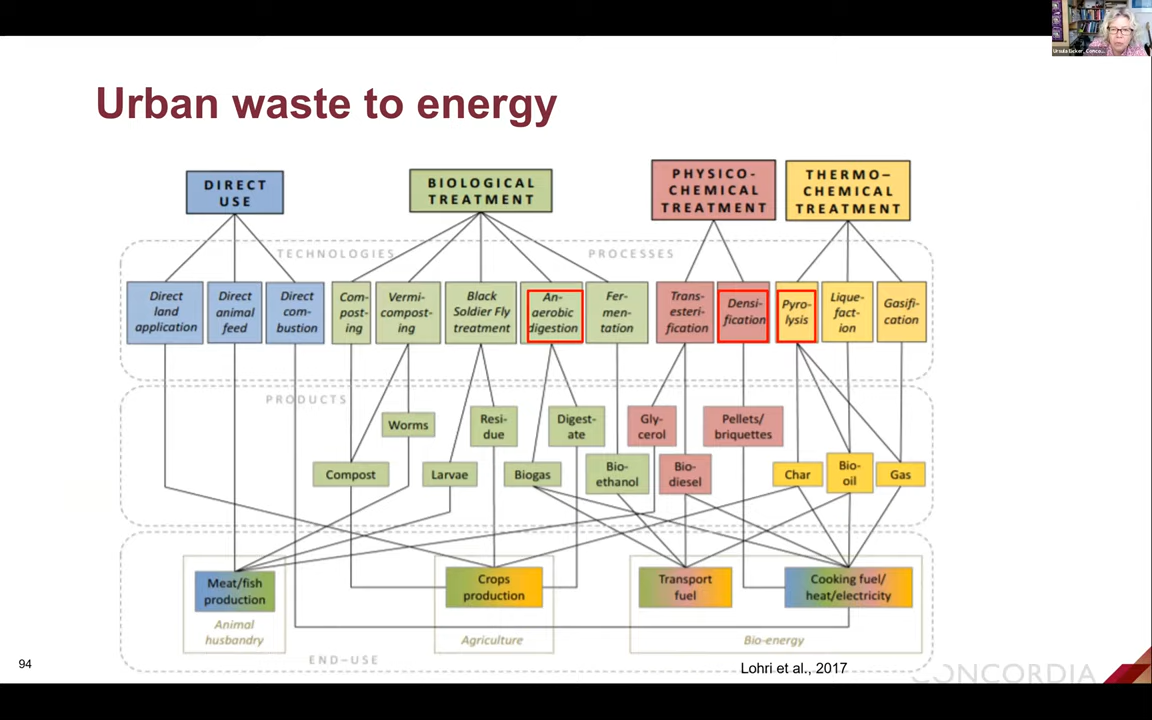 Urban waste to energy
DIRECT
USE
BIOLOGICAL
TREATMENT
PHYSICO-
CHEMICAL
TREATMENT
THERMO–
CHEMICAL
TREATMENT
TECHNOLOGIES
PROCESSES
Direct
land
application
Direct
animal
feed
Direct
com-
bustion
Com-
post-
ing
Vermi-
compost-
ing
Black
Soldier Fly
treatment
An-
aerobic
digestion
Fer-
men-
tation
Trans-
esteri-
fication
Densi-
fication
Pyro-
lysis
Lique-
fact-
ion
Gasifi-
cation
PRODUCTS
Worms
Resi-
due
Digest-
ate
Gly-
cerol
Pellets/
briquettes
Compost
Larvae
Biogas
Bio-
ethanol
Bio-
diesel
Char
Bio-
oil
Gas
Meat/fish
production
Crops
production
Transport
fuel
Cooking fuel/
heat/electricity
Animal
husbandry
Agriculture
Bio-energy
END–USE
94
Lohri et al., 2017
CONCORDIA